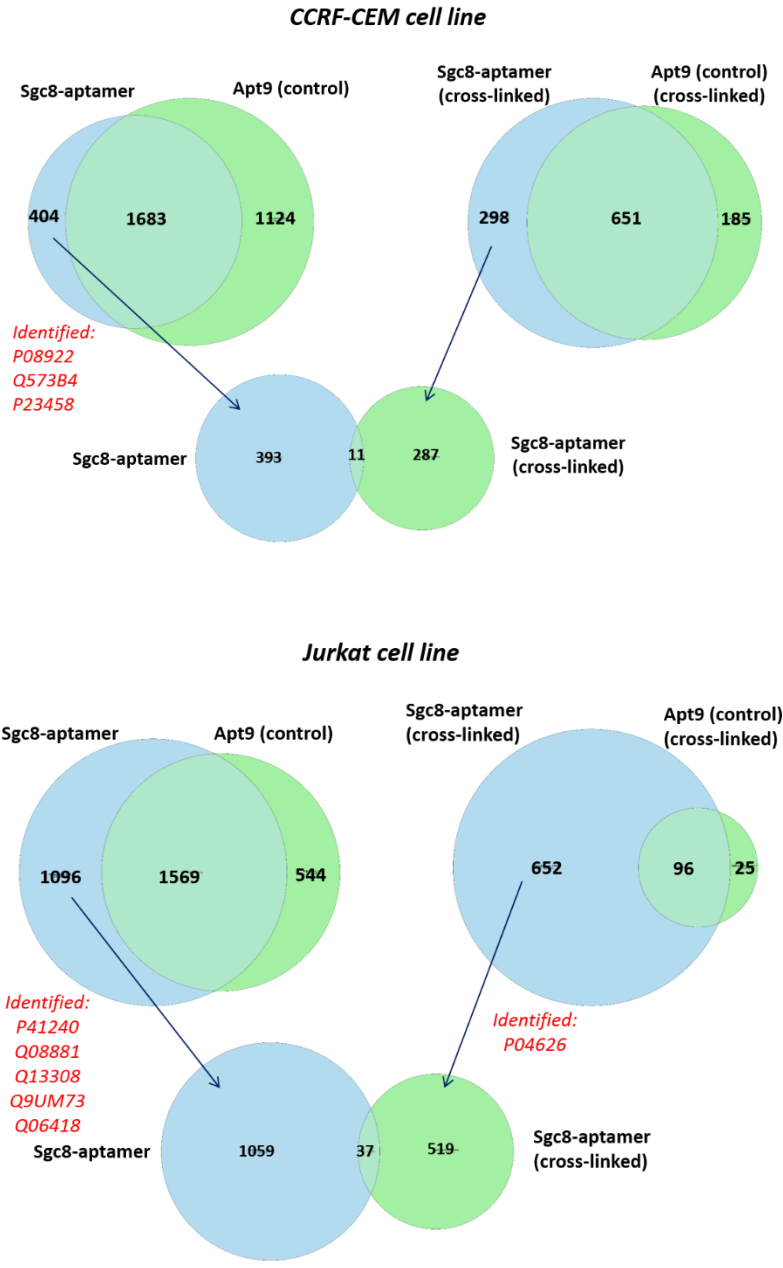 CCRF-CEM cell line
Sgc8-aptamer
Apt9 (control)
Sgc8-aptamer
(cross-linked)
Apt9 (control)
(cross-linked)
404
1683
1124
298
651
185
Identified:
P08922
Q573B4
P23458
Sgc8-aptamer
393
11
287
Sgc8-aptamer
(cross-linked)
Jurkat cell line
Sgc8-aptamer
Apt9 (control)
Sgc8-aptamer
(cross-linked)
Apt9 (control)
(cross-linked)
1096
1569
544
652
96
25
Identified:
P41240
Q08881
Q13308
Q9UM73
Q06418
Identified:
P04626
Sgc8-aptamer
1059
37
519
Sgc8-aptamer
(cross-linked)